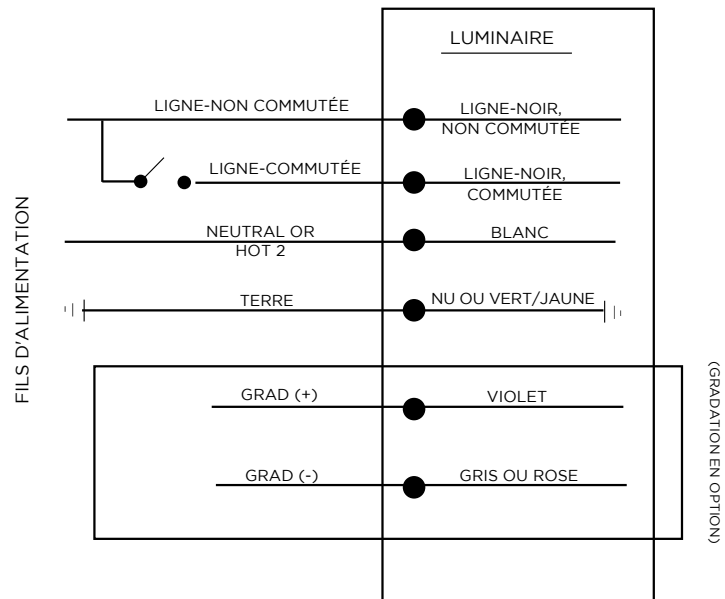 LUMINAIRE
LIGNE-NON COMMUTÉE
LIGNE-NOIR,
NON COMMUTÉE
LIGNE-COMMUTÉE
LIGNE-NOIR,
COMMUTÉE
FILS D'ALIMENTATION
NEUTRAL OR
HOT 2
BLANC
TERRE
NU OU VERT/JAUNE
GRAD (+)
VIOLET
GRAD (-)
GRIS OU ROSE
(GRADATION EN OPTION)